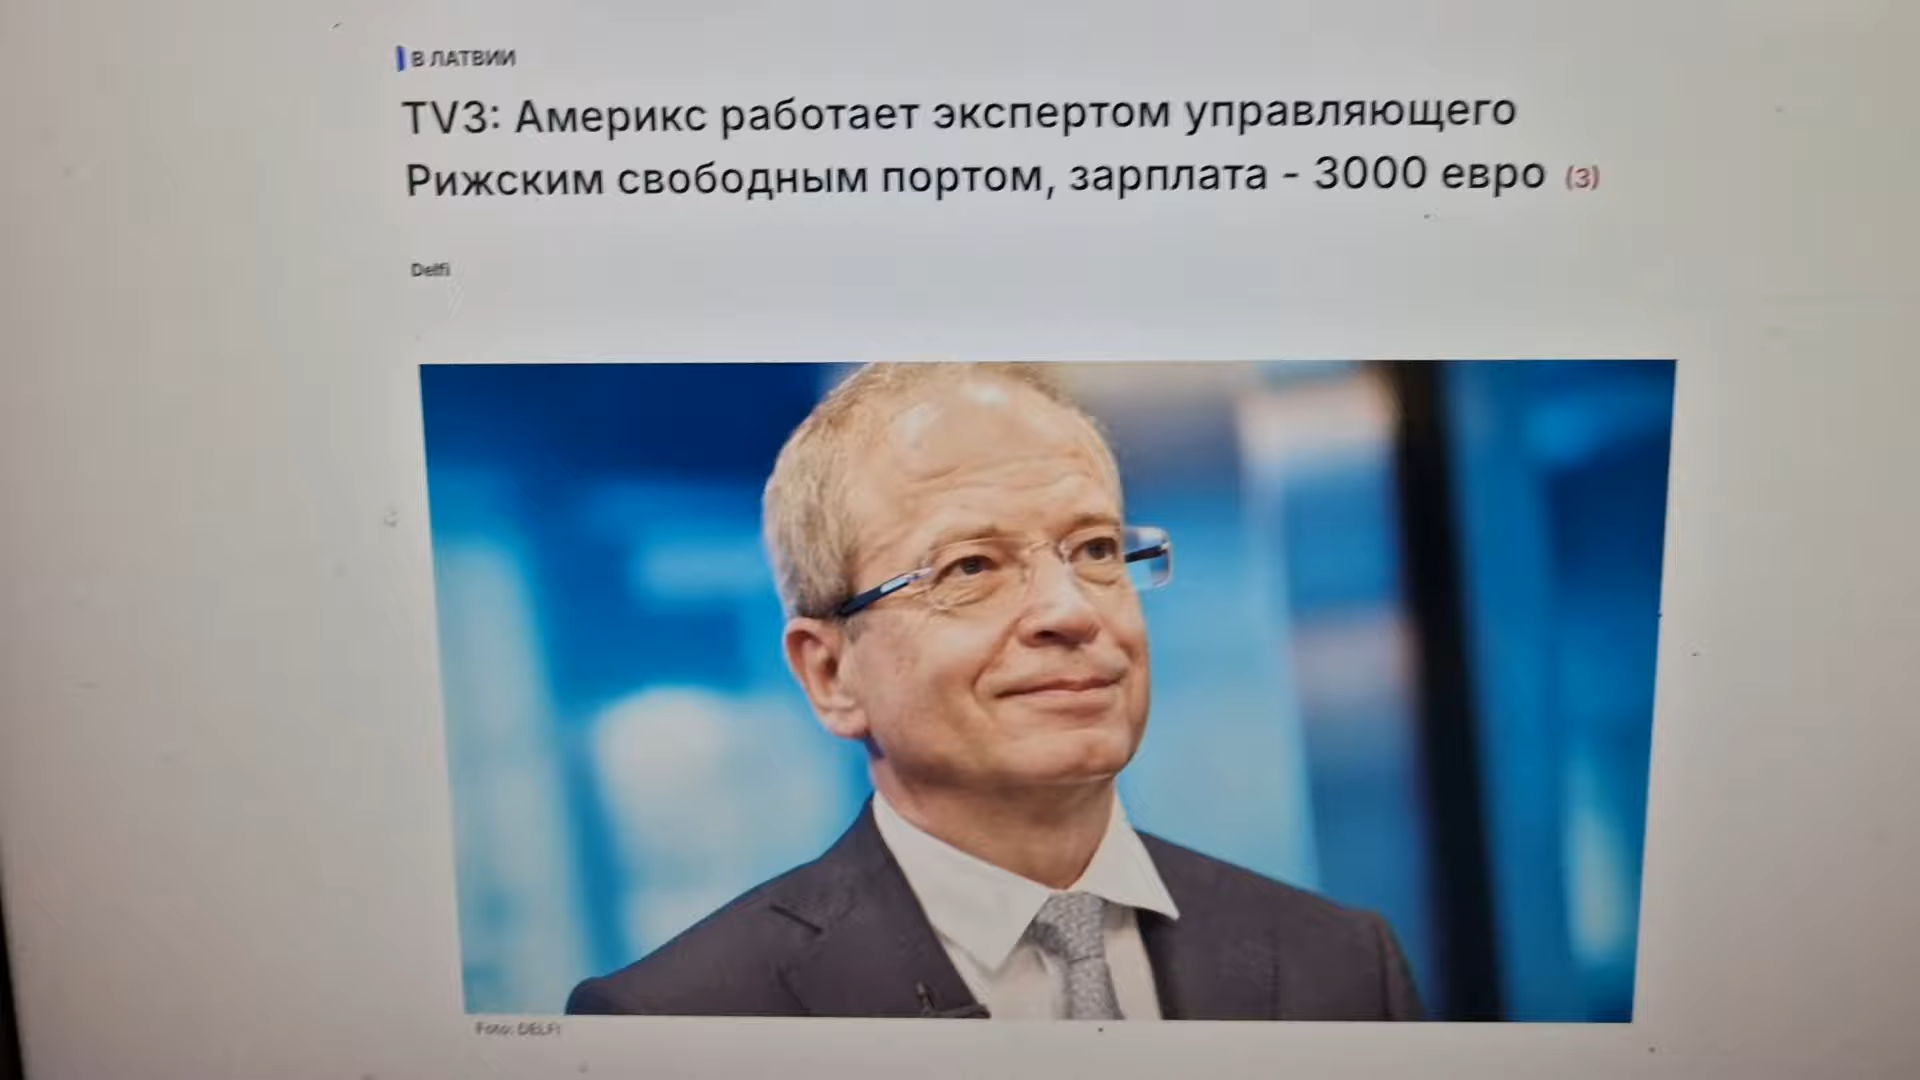 В ЛАТВИИ
TV3: Америкс работает экспертом управляющего
Рижским свободным портом, зарплата - 3000 евро (3)
Delfi
Foto: DELFI